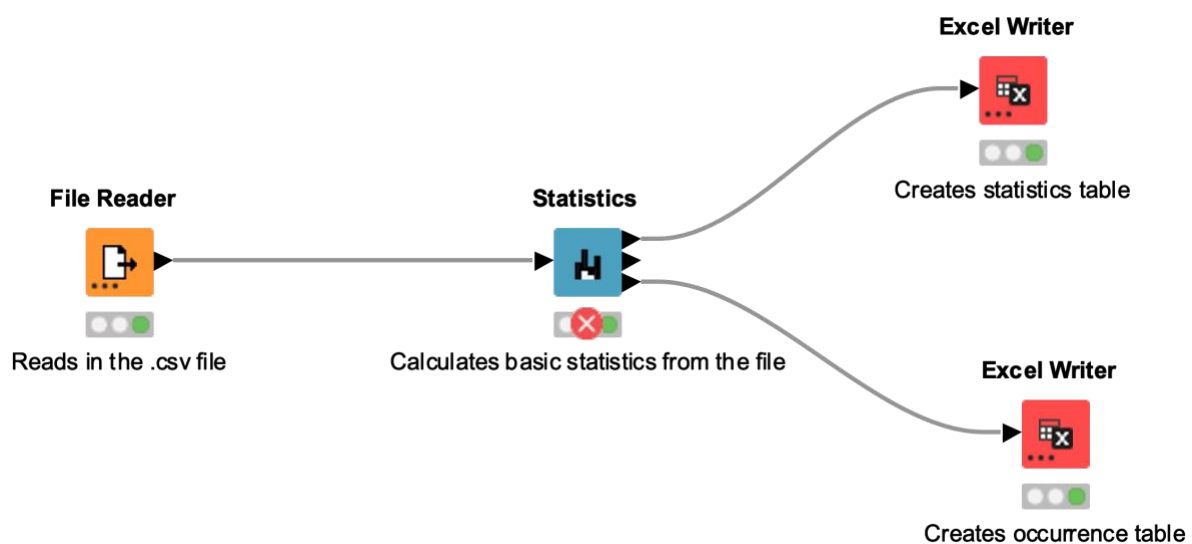 Excel Writer
Creates statistics table
File Reader
Reads in the .csv file
Statistics
Calculates basic statistics from the file
Excel Writer
Creates occurrence table